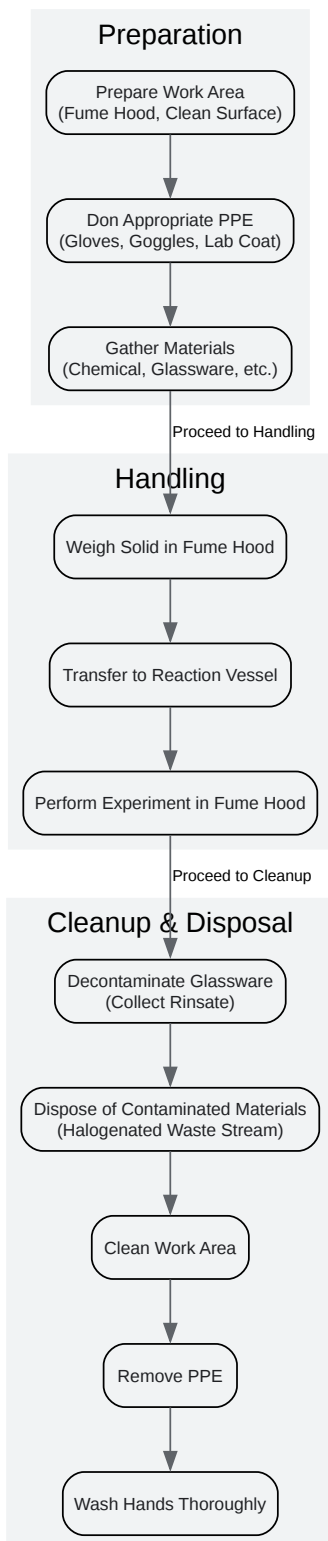 Preparation
Prepare Work Area
(Fume Hood, Clean Surface)
Don Appropriate PPE
(Gloves, Goggles, Lab Coat)
Gather Materials
(Chemical, Glassware, etc.)
Proceed to Handling
Handling
Weigh Solid in Fume Hood
Transfer to Reaction Vessel
Perform Experiment in Fume Hood
Proceed to Cleanup
Cleanup & Disposal
Decontaminate Glassware
(Collect Rinsate)
Dispose of Contaminated Materials
(Halogenated Waste Stream)
Clean Work Area
Remove PPE
Wash Hands Thoroughly